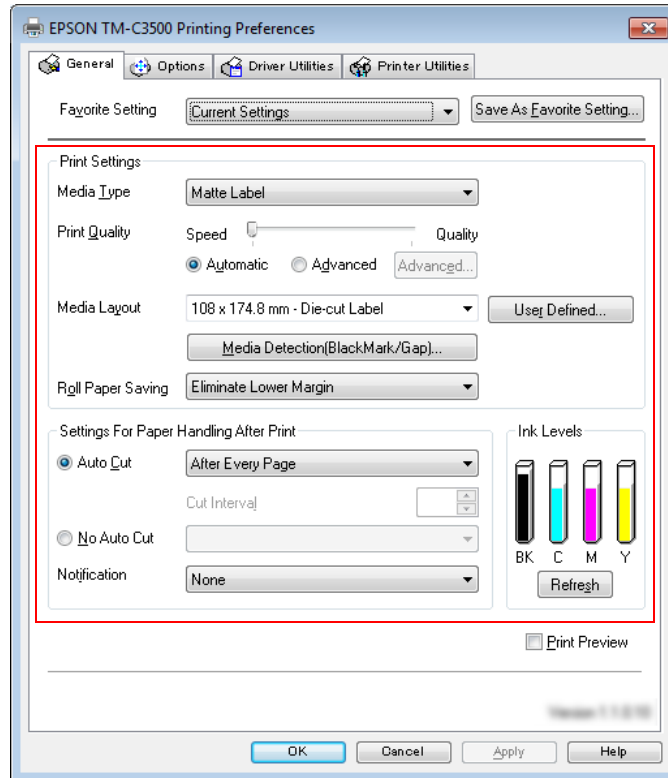 EPSON TM-C3500 Printing Preferences
General Options Driver Utilities Printer Utilities
Favorite Setting Current Settings Save As Favorite Setting...
Print Settings
Media Type Matte Label
Print Quality Speed Quality
Automatic Advanced Advanced...
Media Layout 108 x 174.8 mm - Die-cut Label User Defined...
Media Detection(BlackMark/Gap)...
Roll Paper Saving Eliminate Lower Margin
Settings For Paper Handling After Print Ink Levels
Auto Cut After Every Page
Cut Interval
No Auto Cut
BK C M Y
Notification None Refresh
Print Preview
OK Cancel Apply Help